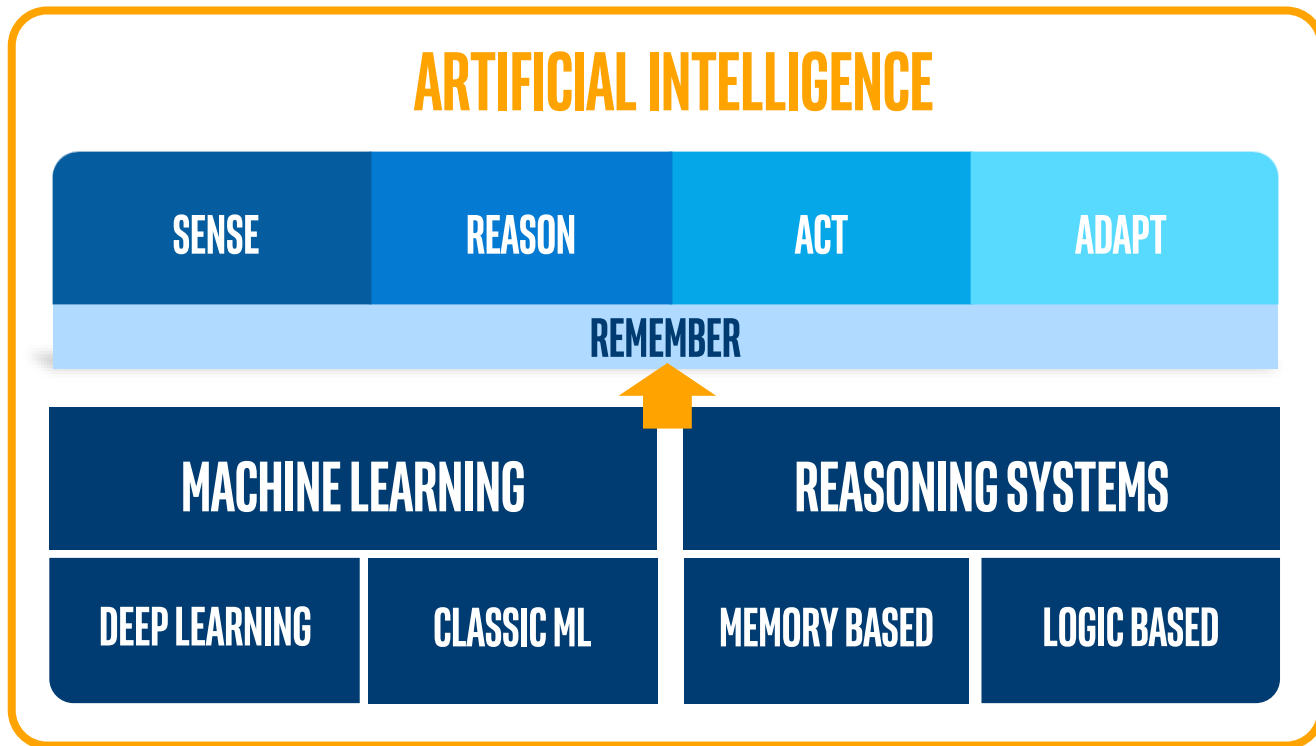 ARTIFICIAL INTELLIGENCE
SENSE
REASON
ACT
ADAPT
REMEMBER
MACHINE LEARNING
REASONING SYSTEMS
DEEP LEARNING
CLASSIC ML
MEMORY BASED
LOGIC BASED